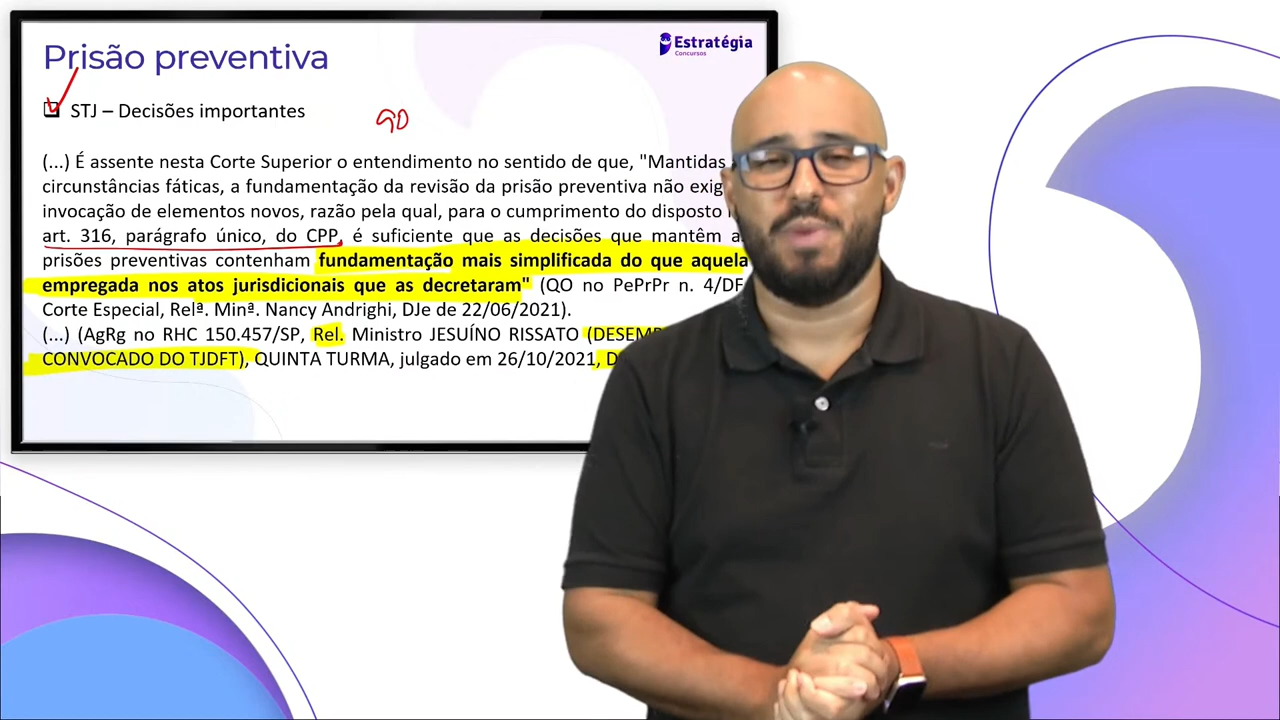 Prisão preventiva
Estratégia
Concursos
STJ – Decisões importantes
90
(...) É assente nesta Corte Superior o entendimento no sentido de que, "Mantidas
circunstâncias fáticas, a fundamentação da revisão da prisão preventiva não
invocação de elementos novos, razão pela qual, para o cumprimento do disposto
art. 316, parágrafo único, do CPP, é suficiente que as decisões que mantêm
prisões preventivas contenham fundamentação mais simplificada do que aquela
empregada nos atos jurisdicionais que as decretaram" (QO no PePrPr n. 4/DF,
Corte Especial, Relª. Minª. Nancy Andrighi, DJe de 22/06/2021).
(...) (AgRg no RHC 150.457/SP, Rel. Ministro JESUÍNO RISSATO
CONVOCADO DO TJDFT), QUINTA TURMA, julgado em 26/10/2021,